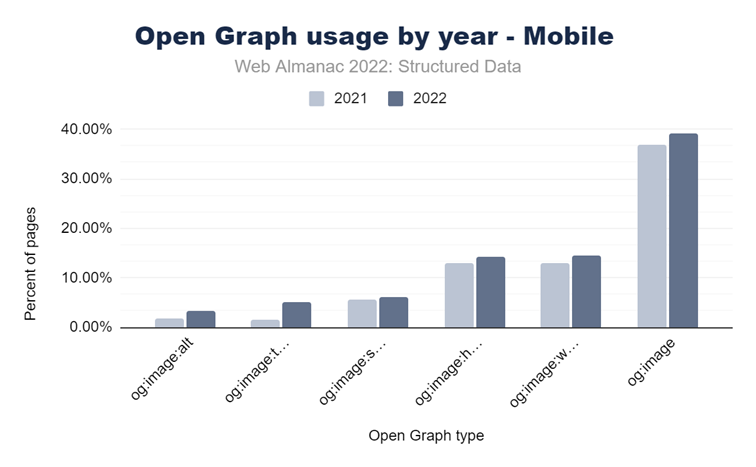 Open Graph usage by year - Mobile
Web Almanac 2022: Structured Data
2021
2022
40.00%
30.00%
20.00%
10.00%
0.00%
Percent of pages
og:image:alt
og:image:t…
og:image:s…
og:image:h…
og:image:w…
og:image
Open Graph type